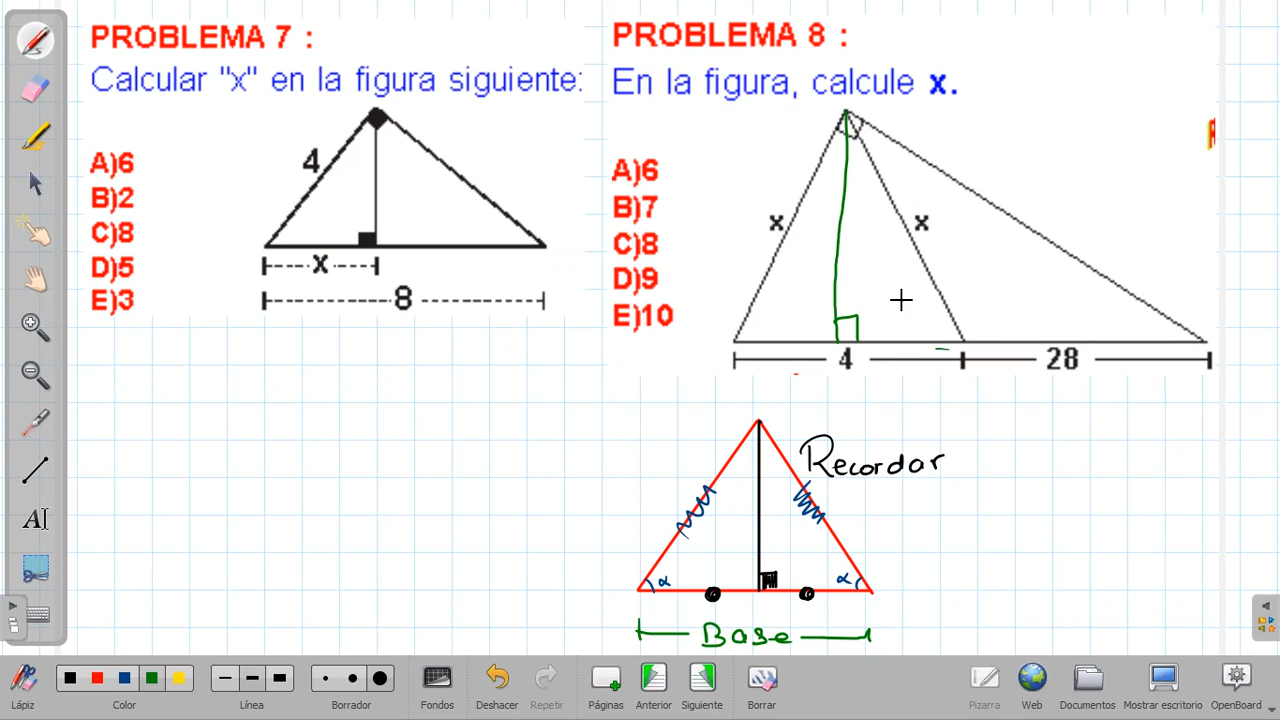 PROBLEMA 7 :
Calcular "x" en la figura siguiente:
A)6
B)2
C)8
D)5
E)3
4
x
8
PROBLEMA 8 :
En la figura, calcule x.
A)6
B)7
C)8
D)9
E)10
x
x
4
28
Recordar
α
α
Base
Lápiz
Color
Línea
Borrador
Fondos
Deshacer
Repetir
Páginas
Anterior
Siguiente
Borrar
Pizarra
Web
Documentos
Mostrar escritorio
OpenBoard